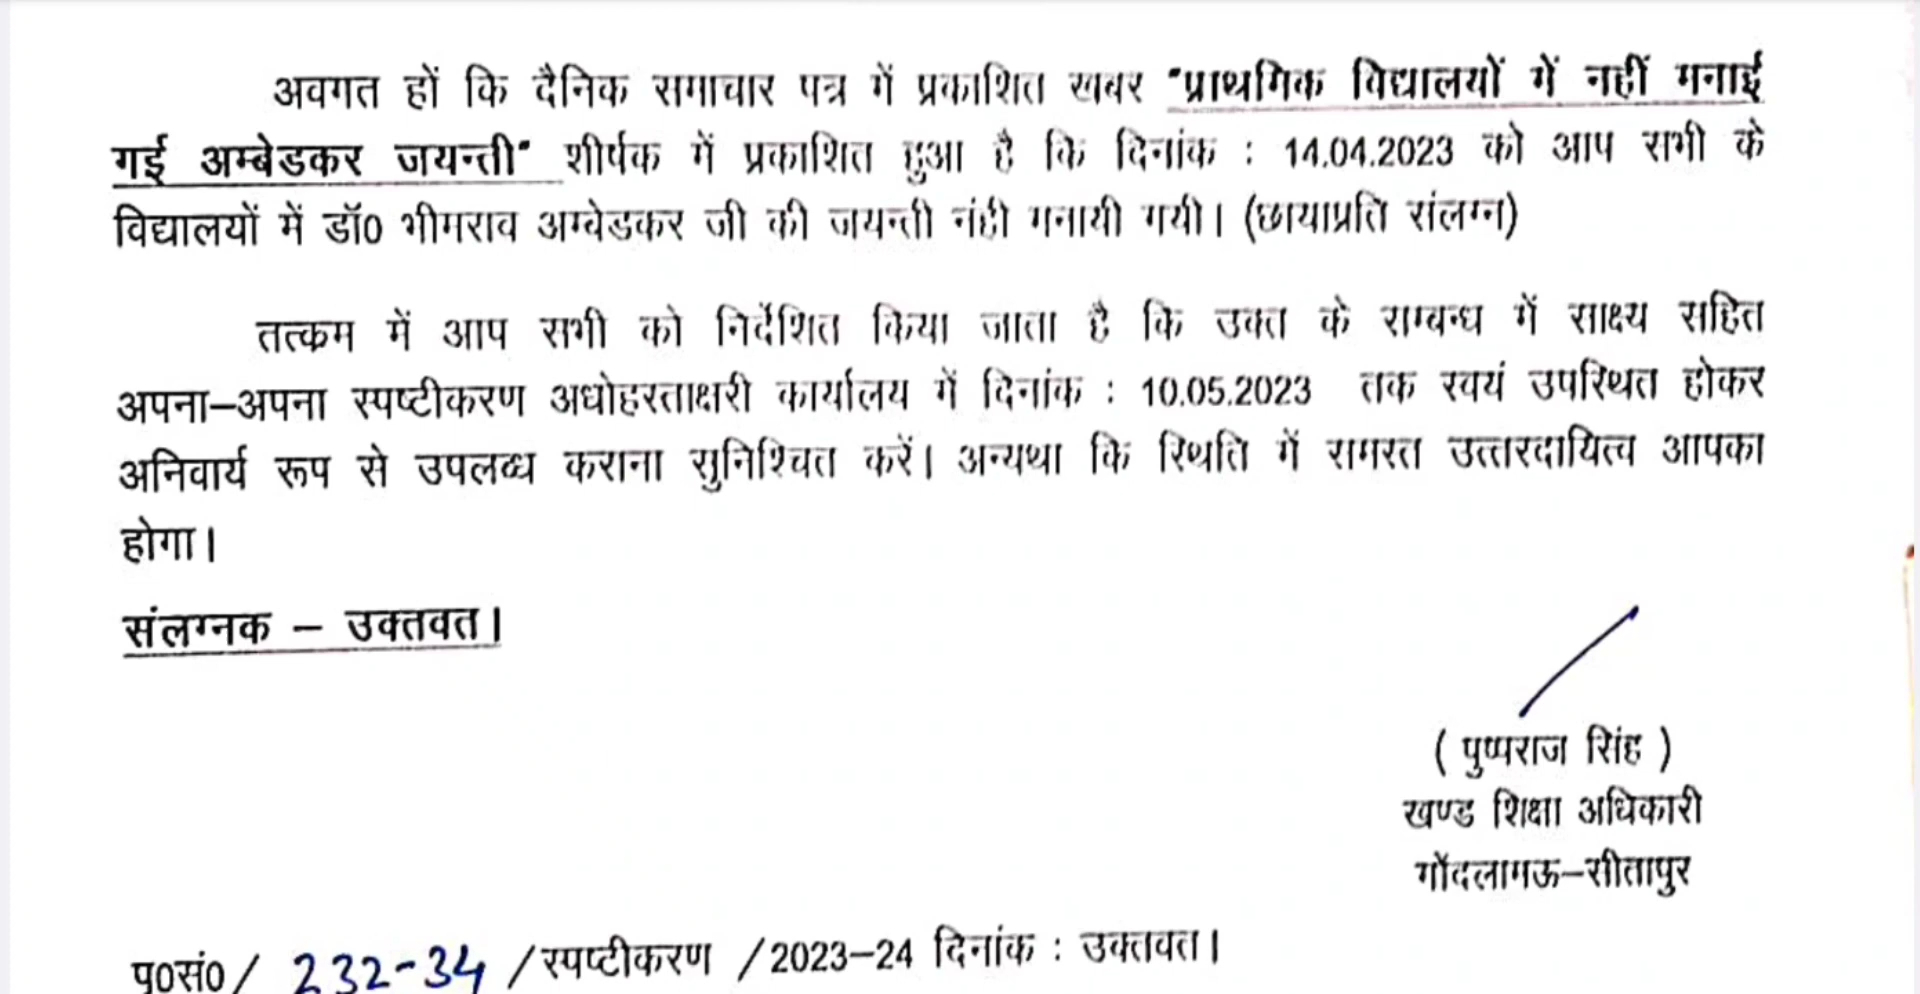 अवगत हों कि दैनिक समाचार पत्र में प्रकाशित खबर "प्राथमिक विद्यालयों में नहीं मनाई
गई अम्बेडकर जयन्ती" शीर्षक में प्रकाशित हुआ है कि दिनांक : 14.04.2023 को आप सभी के
विद्यालयों में डॉ0 भीमराव अम्बेडकर जी की जयन्ती नंही मनायी गयी। (छायाप्रति संलग्न)
तत्कम में आप सभी को निर्देशित किया जाता है कि उक्त के सम्बन्ध में साक्ष्य सहित
अपना–अपना स्पष्टीकरण अधोहस्ताक्षरी कार्यालय में दिनांक : 10.05.2023 तक स्वयं उपस्थित होकर
अनिवार्य रूप से उपलब्ध कराना सुनिश्चित करें। अन्यथा कि स्थिति में समस्त उत्तरदायित्व आपका
होगा।
संलग्नक – उक्तवत।
( पुष्पराज सिंह )
खण्ड शिक्षा अधिकारी
गोंदलामऊ–सीतापुर
पृ0सं0/ 232-34 /स्पष्टीकरण /2023–24 दिनांक : उक्तवत।